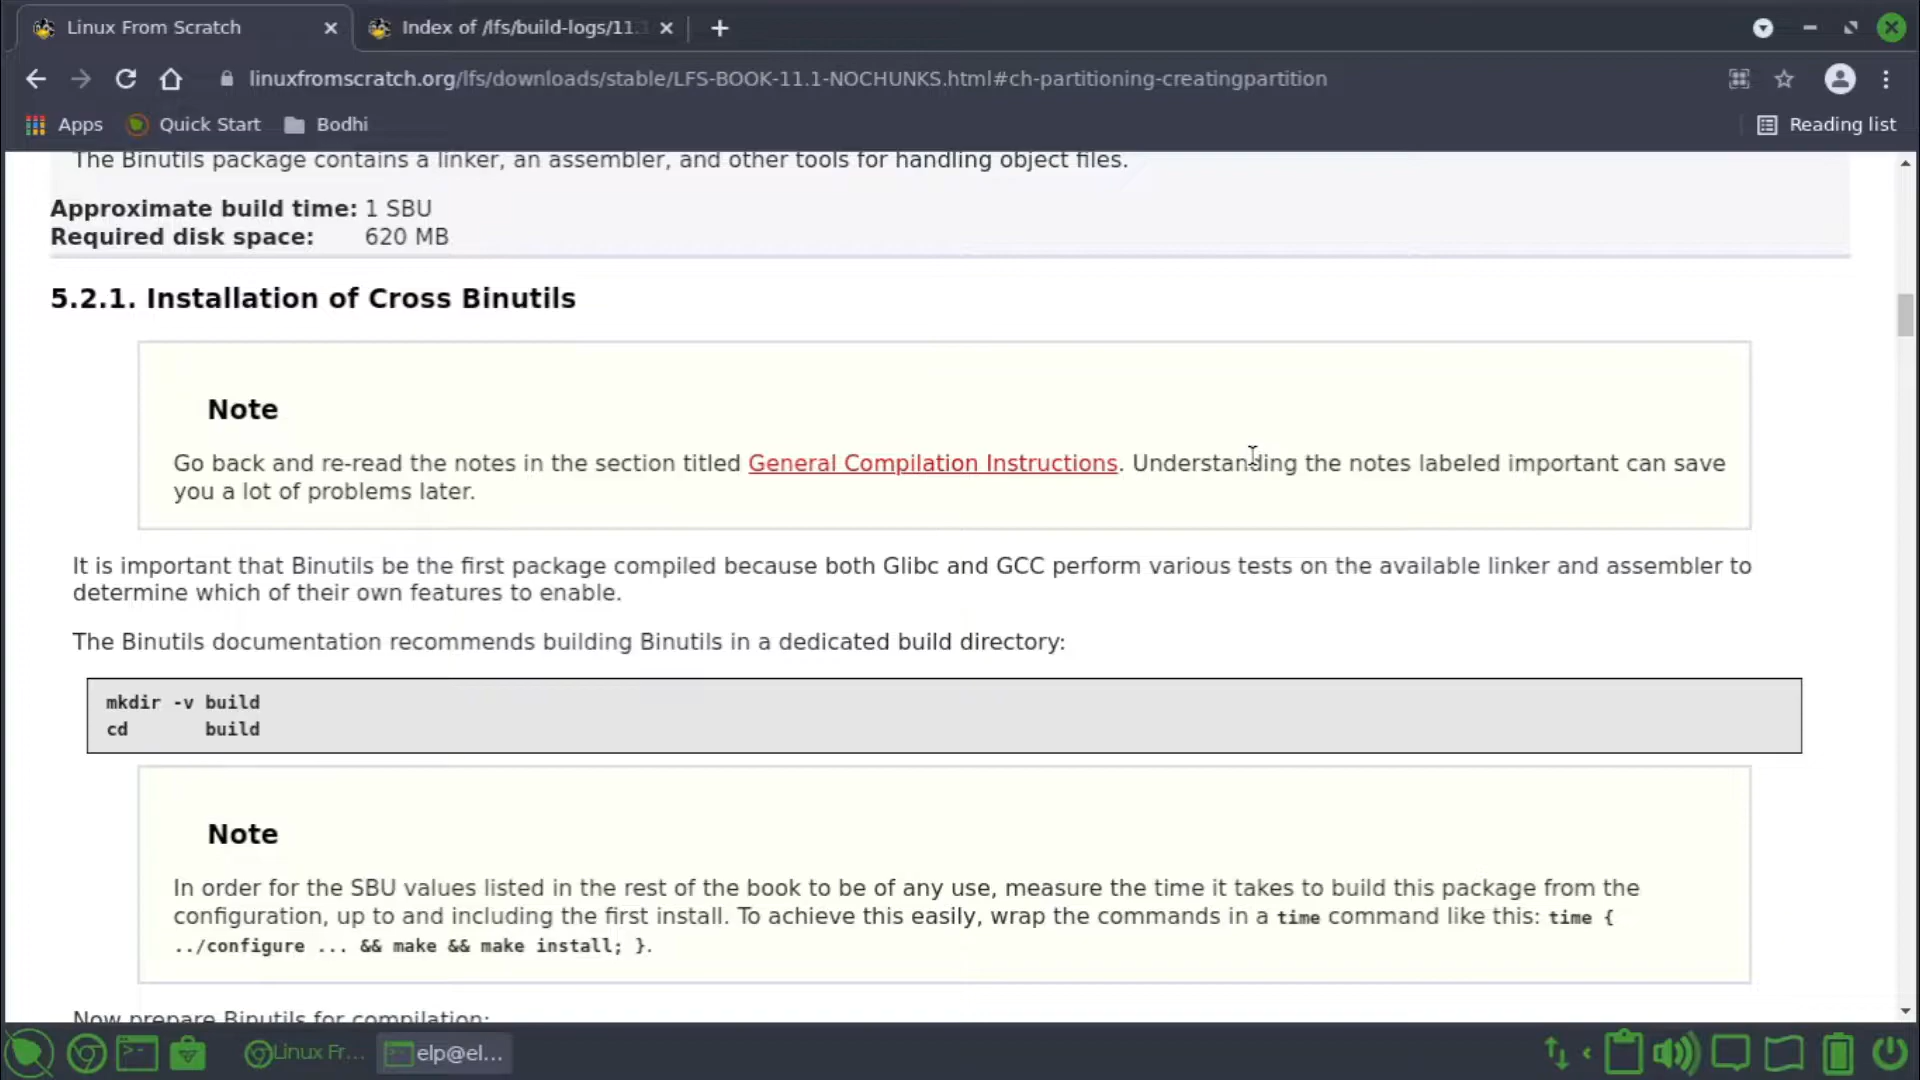 Linux From Scratch
Index of /lfs/build-logs/11.
linuxfromscratch.org/lfs/downloads/stable/LFS-BOOK-11.1-NOCHUNKS.html#ch-partitioning-creatingpartition
Apps
Quick Start
Bodhi
Reading list
The Binutils package contains a linker, an assembler, and other tools for handling object files.
Approximate build time: 1 SBU
Required disk space: 620 MB
5.2.1. Installation of Cross Binutils
Note
Go back and re-read the notes in the section titled General Compilation Instructions. Understanding the notes labeled important can save
you a lot of problems later.
It is important that Binutils be the first package compiled because both Glibc and GCC perform various tests on the available linker and assembler to
determine which of their own features to enable.
The Binutils documentation recommends building Binutils in a dedicated build directory:
mkdir -v build
cd       build
Note
In order for the SBU values listed in the rest of the book to be of any use, measure the time it takes to build this package from the
configuration, up to and including the first install. To achieve this easily, wrap the commands in a time command like this: time {
../configure ... && make && make install; }.
Now prepare Binutils for compilation:
Linux Fr...
elp@el...